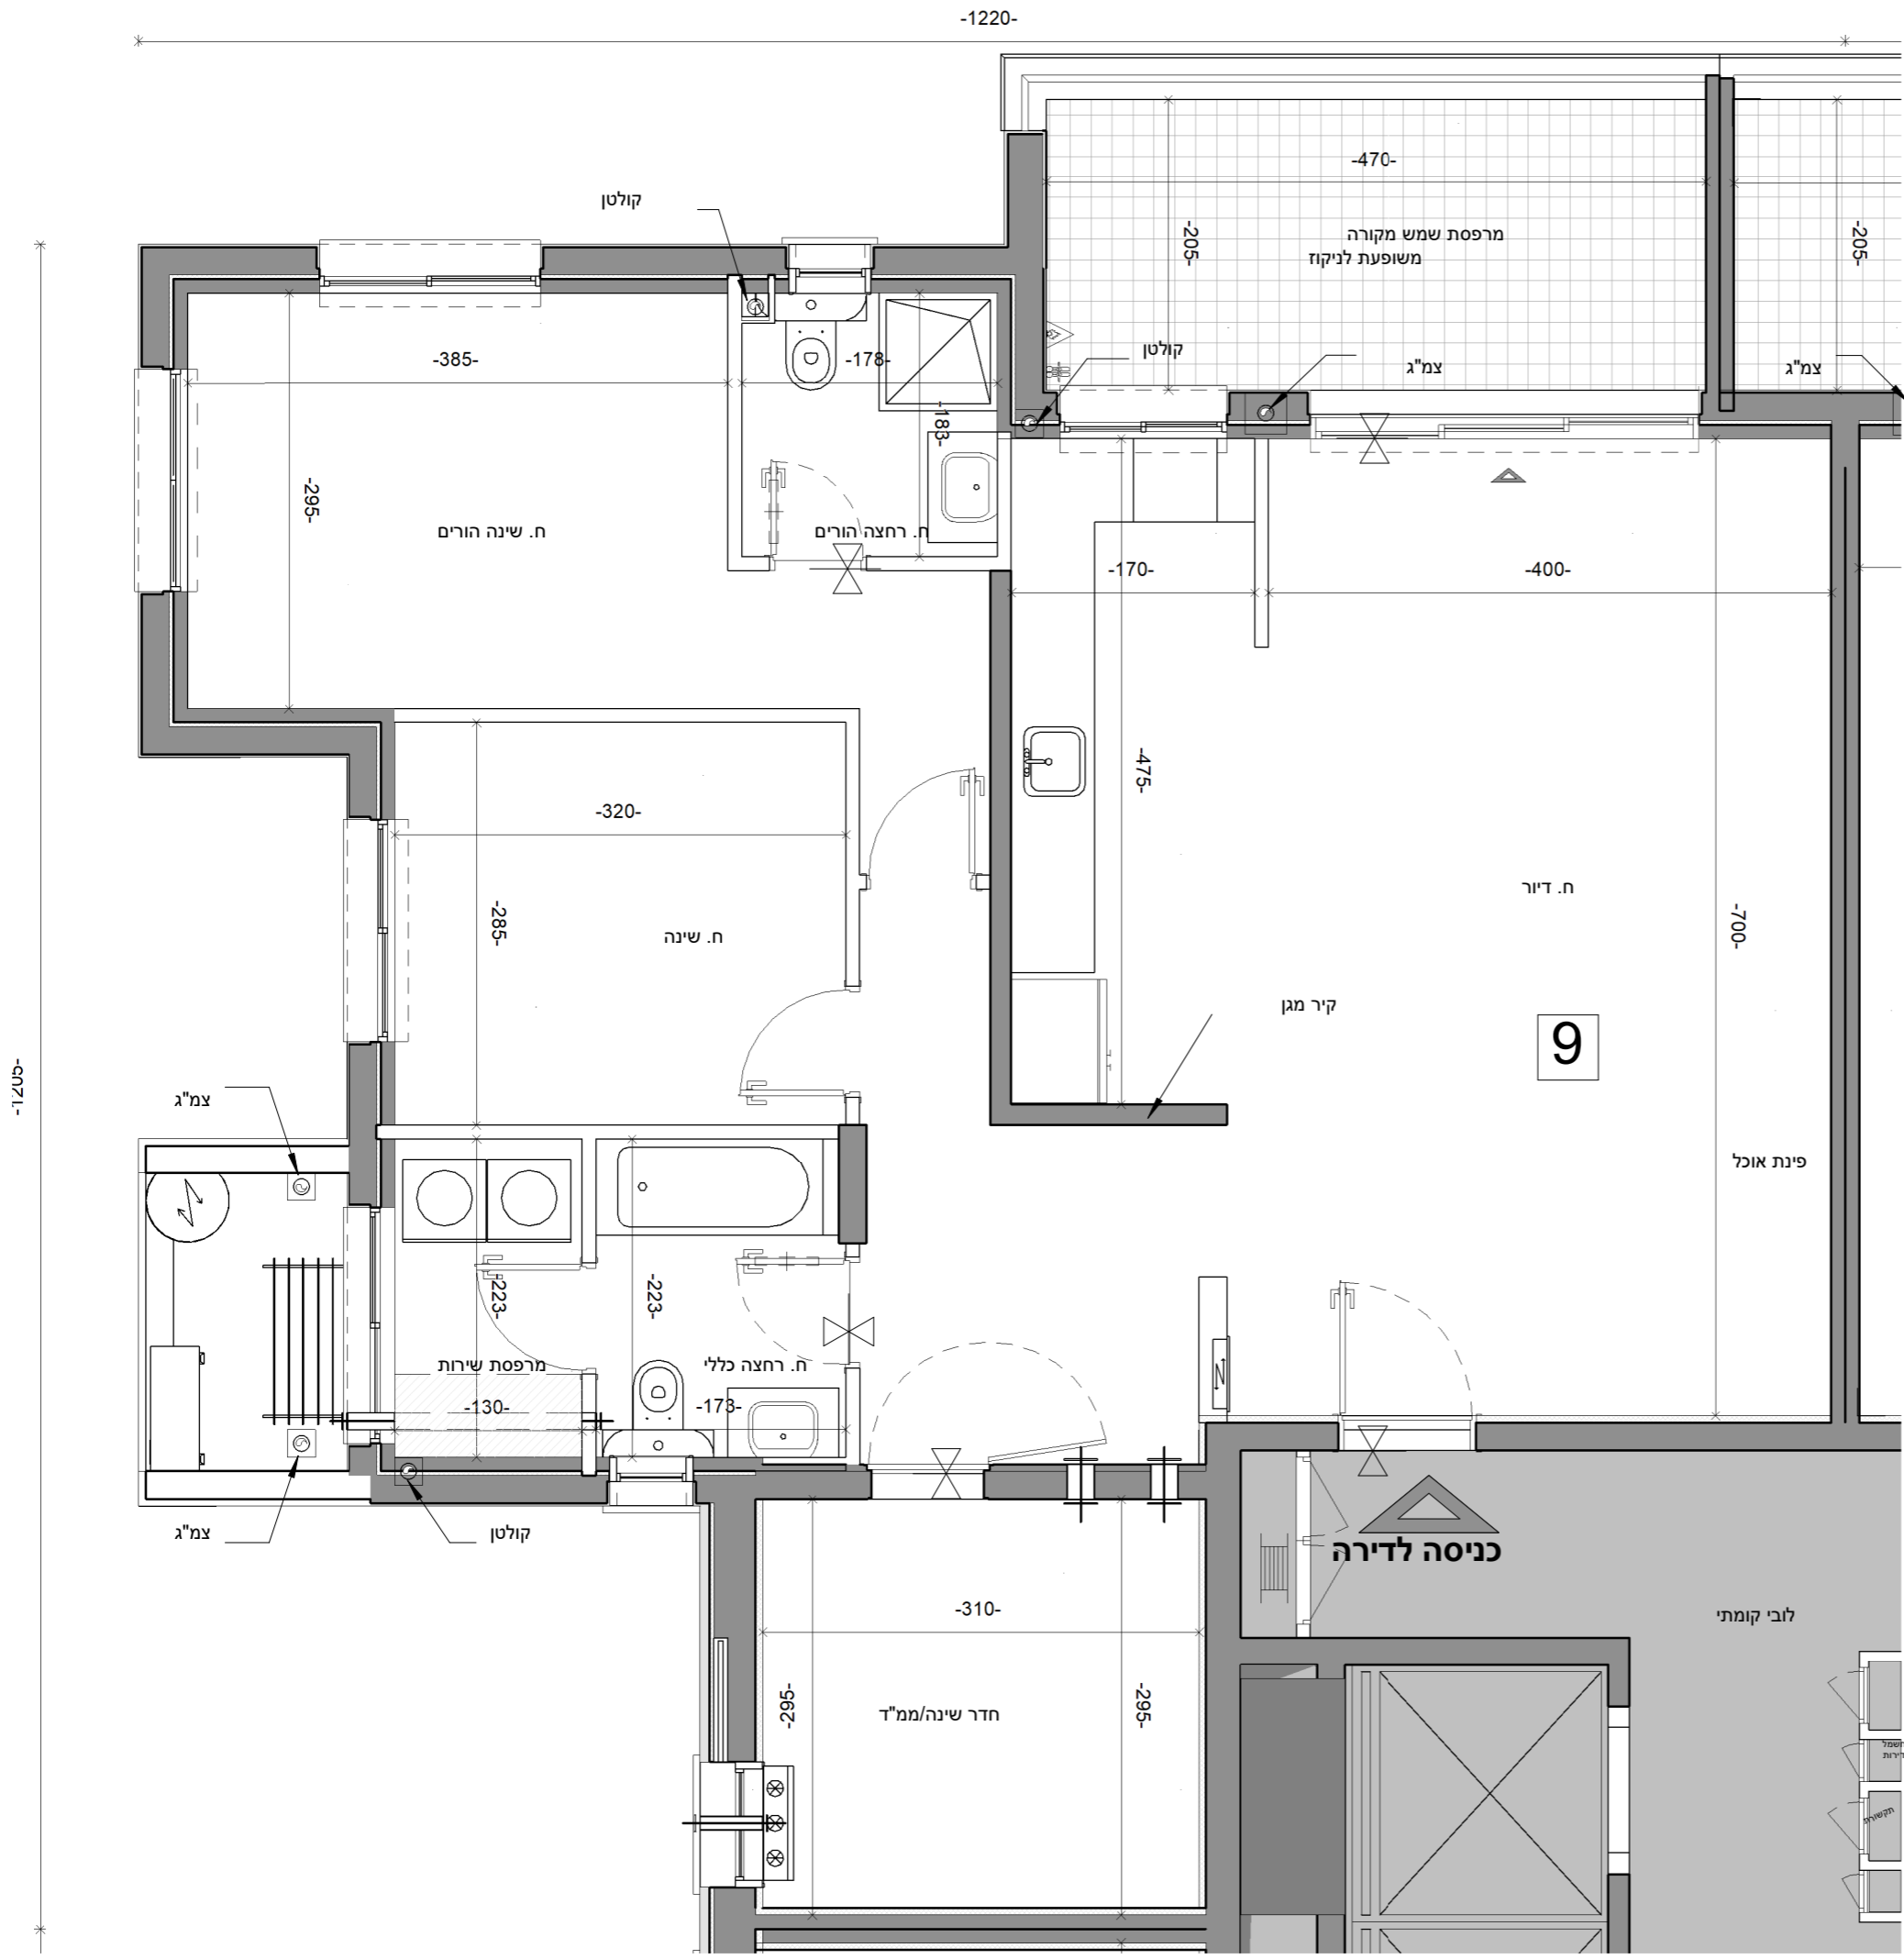 -1220-
-470-
קולטן
-205-
מרפסת שמש מקורה
משופעת לניקוז
-205-
-385-
-178-
קולטן
צמ"ג
צמ"ג
-183-
-295-
ח. שינה הורים
ח. רחצה הורים
-170-
-400-
-475-
-320-
ח. דיור
-285-
ח. שינה
-700-
קיר מגן
9
-1205-
צמ"ג
פינת אוכל
-223-
-223-
מרפסת שירות
ח. רחצה כללי
-130-
-173-
צמ"ג
קולטן
כניסה לדירה
-310-
לובי קומתי
-295-
-295-
חדר שינה/ממ"ד
תקשורת